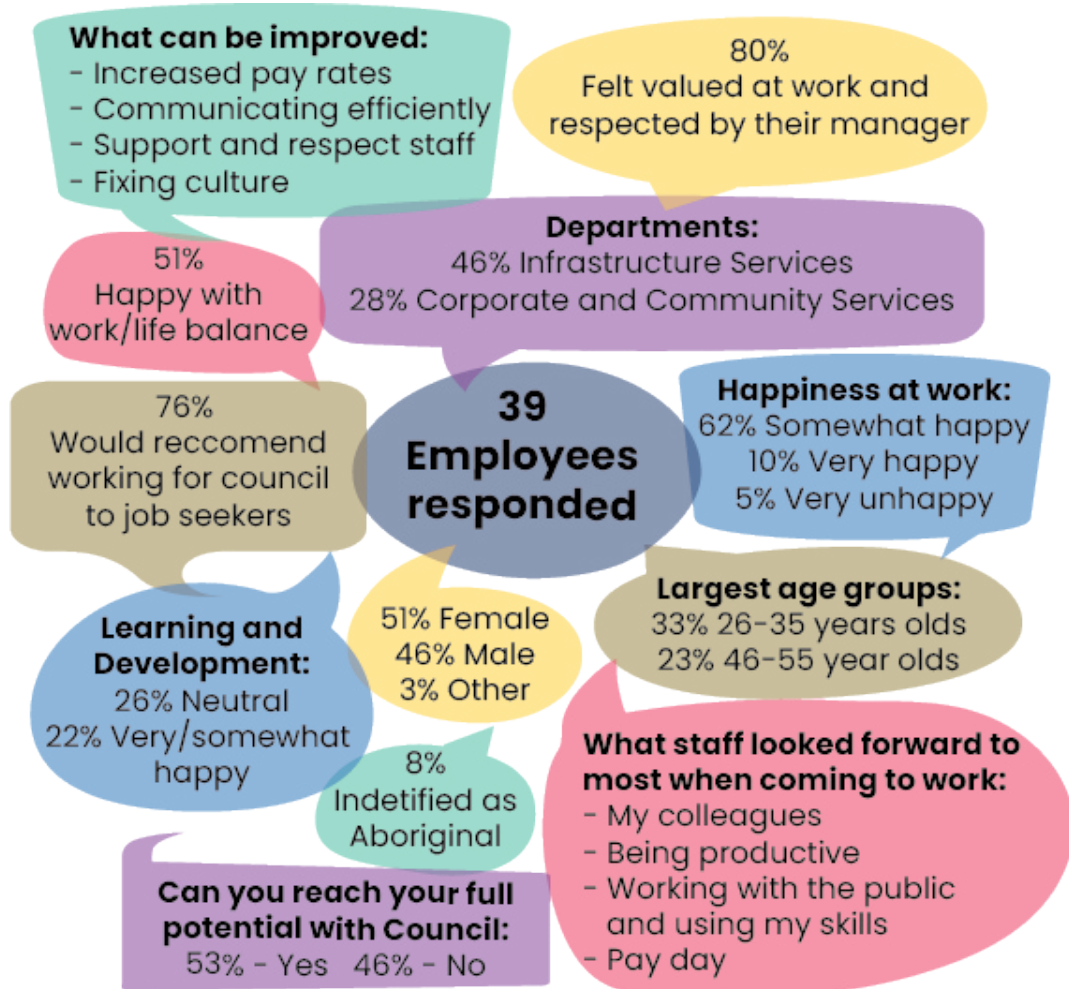 What can be improved:
- Increased pay rates
- Communicating efficiently
- Support and respect staff
- Fixing culture
80%
Felt valued at work and
respected by their manager
Departments:
46% Infrastructure Services
28% Corporate and Community Services
51%
Happy with
work/life balance
76%
Would reccomend
working for council
to job seekers
39
Employees
responded
Happiness at work:
62% Somewhat happy
10% Very happy
5% Very unhappy
Learning and
Development:
26% Neutral
22% Very/somewhat
happy
51% Female
46% Male
3% Other
Largest age groups:
33% 26-35 years olds
23% 46-55 year olds
8%
Indetified as
Aboriginal
What staff looked forward to
most when coming to work:
- My colleagues
- Being productive
- Working with the public
and using my skills
- Pay day
Can you reach your full
potential with Council:
53% - Yes 46% - No